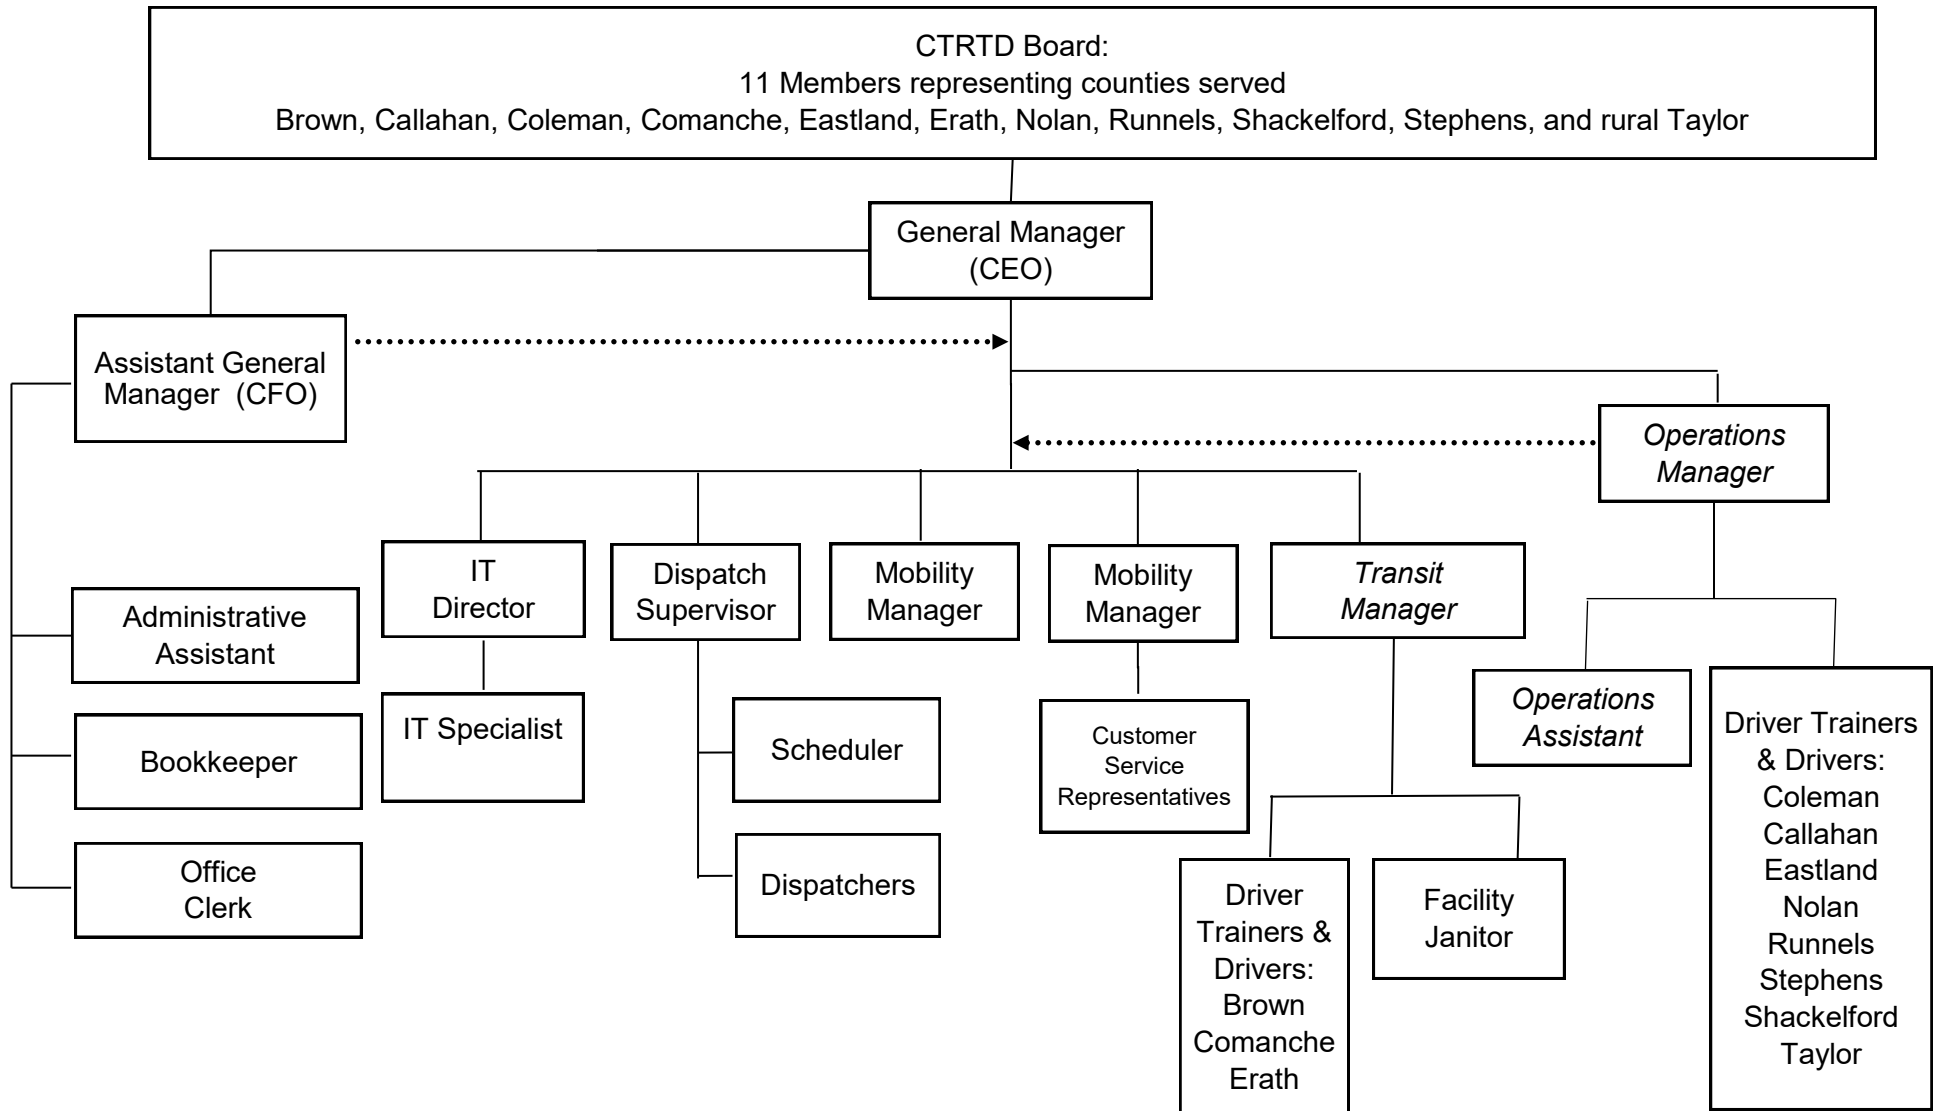 CTRTD Board:
11 Members representing counties served
Brown, Callahan, Coleman, Comanche, Eastland, Erath, Nolan, Runnels, Shackelford, Stephens, and rural Taylor
General Manager
(CEO)
Assistant General
Manager (CFO)
Operations
Manager
IT
Director
Dispatch
Supervisor
Mobility
Manager
Mobility
Manager
Transit
Manager
Administrative
Assistant
Bookkeeper
Office
Clerk
IT Specialist
Scheduler
Dispatchers
Customer
Service
Representatives
Driver
Trainers &
Drivers:
Brown
Comanche
Erath
Facility
Janitor
Operations
Assistant
Driver Trainers
& Drivers:
Coleman
Callahan
Eastland
Nolan
Runnels
Stephens
Shackelford
Taylor